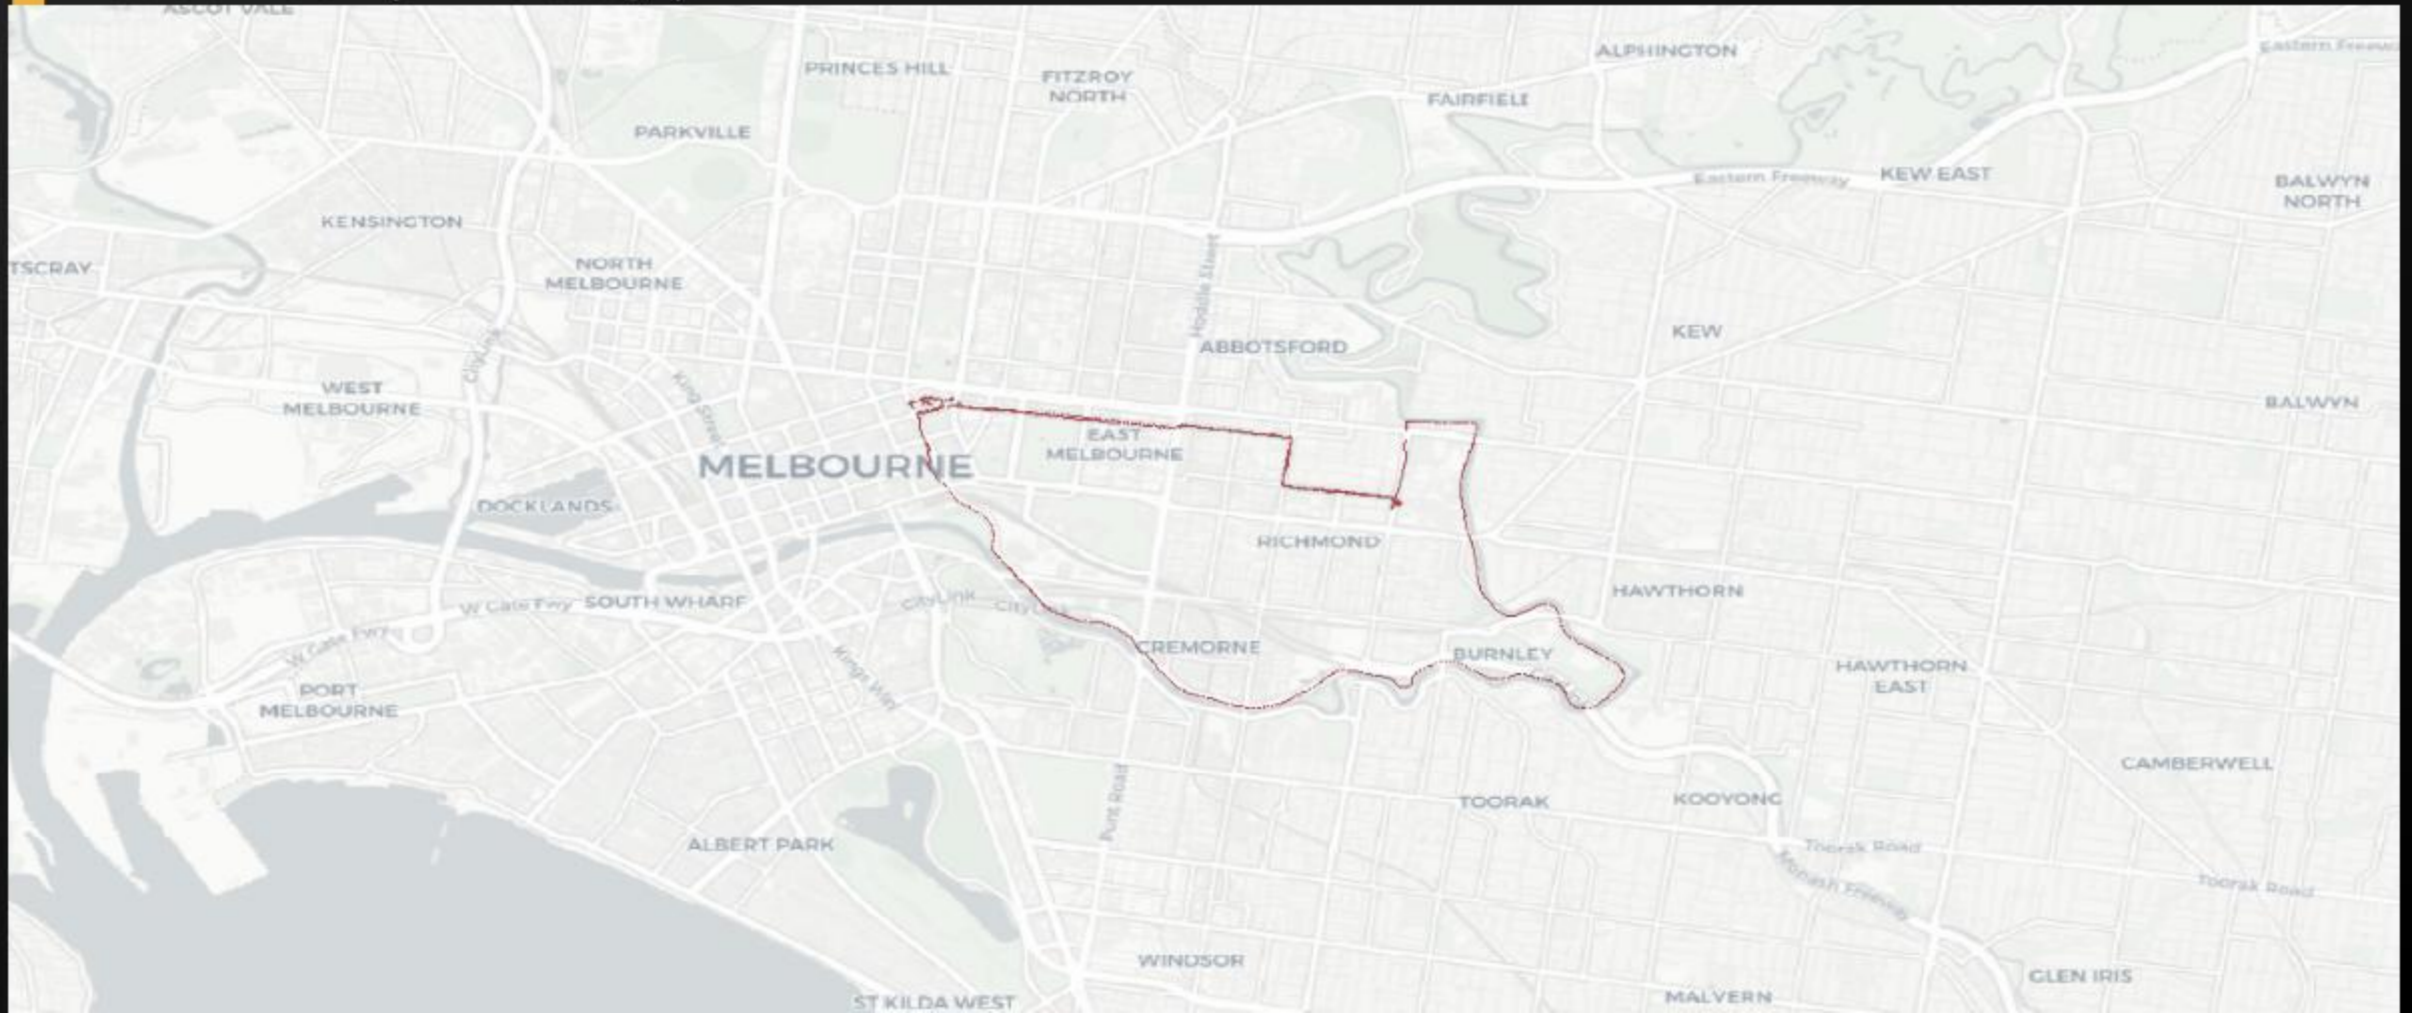 ASCOT VALE
ALPHINGTON
Eastern Freew
PRINCES HILL
FITZROY
NORTH
FAIRFIELD
PARKVILLE
Eastern Freeway
KEW EAST
BALWYN
NORTH
KENSINGTON
TSCRAY
NORTH
MELBOURNE
Hoddle Street
KEW
ABBOTSFORD
CityLink
WEST
MELBOURNE
King Street
BALWYN
EAST
MELBOURNE
MELBOURNE
DOCKLANDS
RICHMOND
HAWTHORN
W Gate Fwy
SOUTH WHARF
CityLink
CityLink
W Gate Fwy
CREMORNE
BURNLEY
HAWTHORN
EAST
Kings Way
PORT
MELBOURNE
CAMBERWELL
TOORAK
KOOYONG
Punt Road
ALBERT PARK
Toorak Road
Monash Freeway
Toorak Road
WINDSOR
GLEN IRIS
ST KILDA WEST
MALVERN